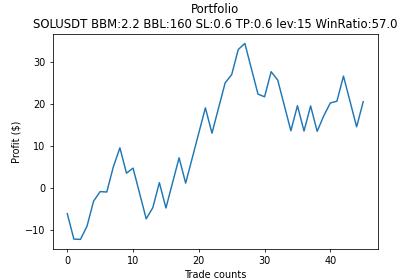 Portfolio
SOLUSDT BBM:2.2 BBL:160 SL:0.6 TP:0.6 lev:15 WinRatio:57.0
Profit ($)
30
20
10
0
−10
0
10
20
30
40
Trade counts